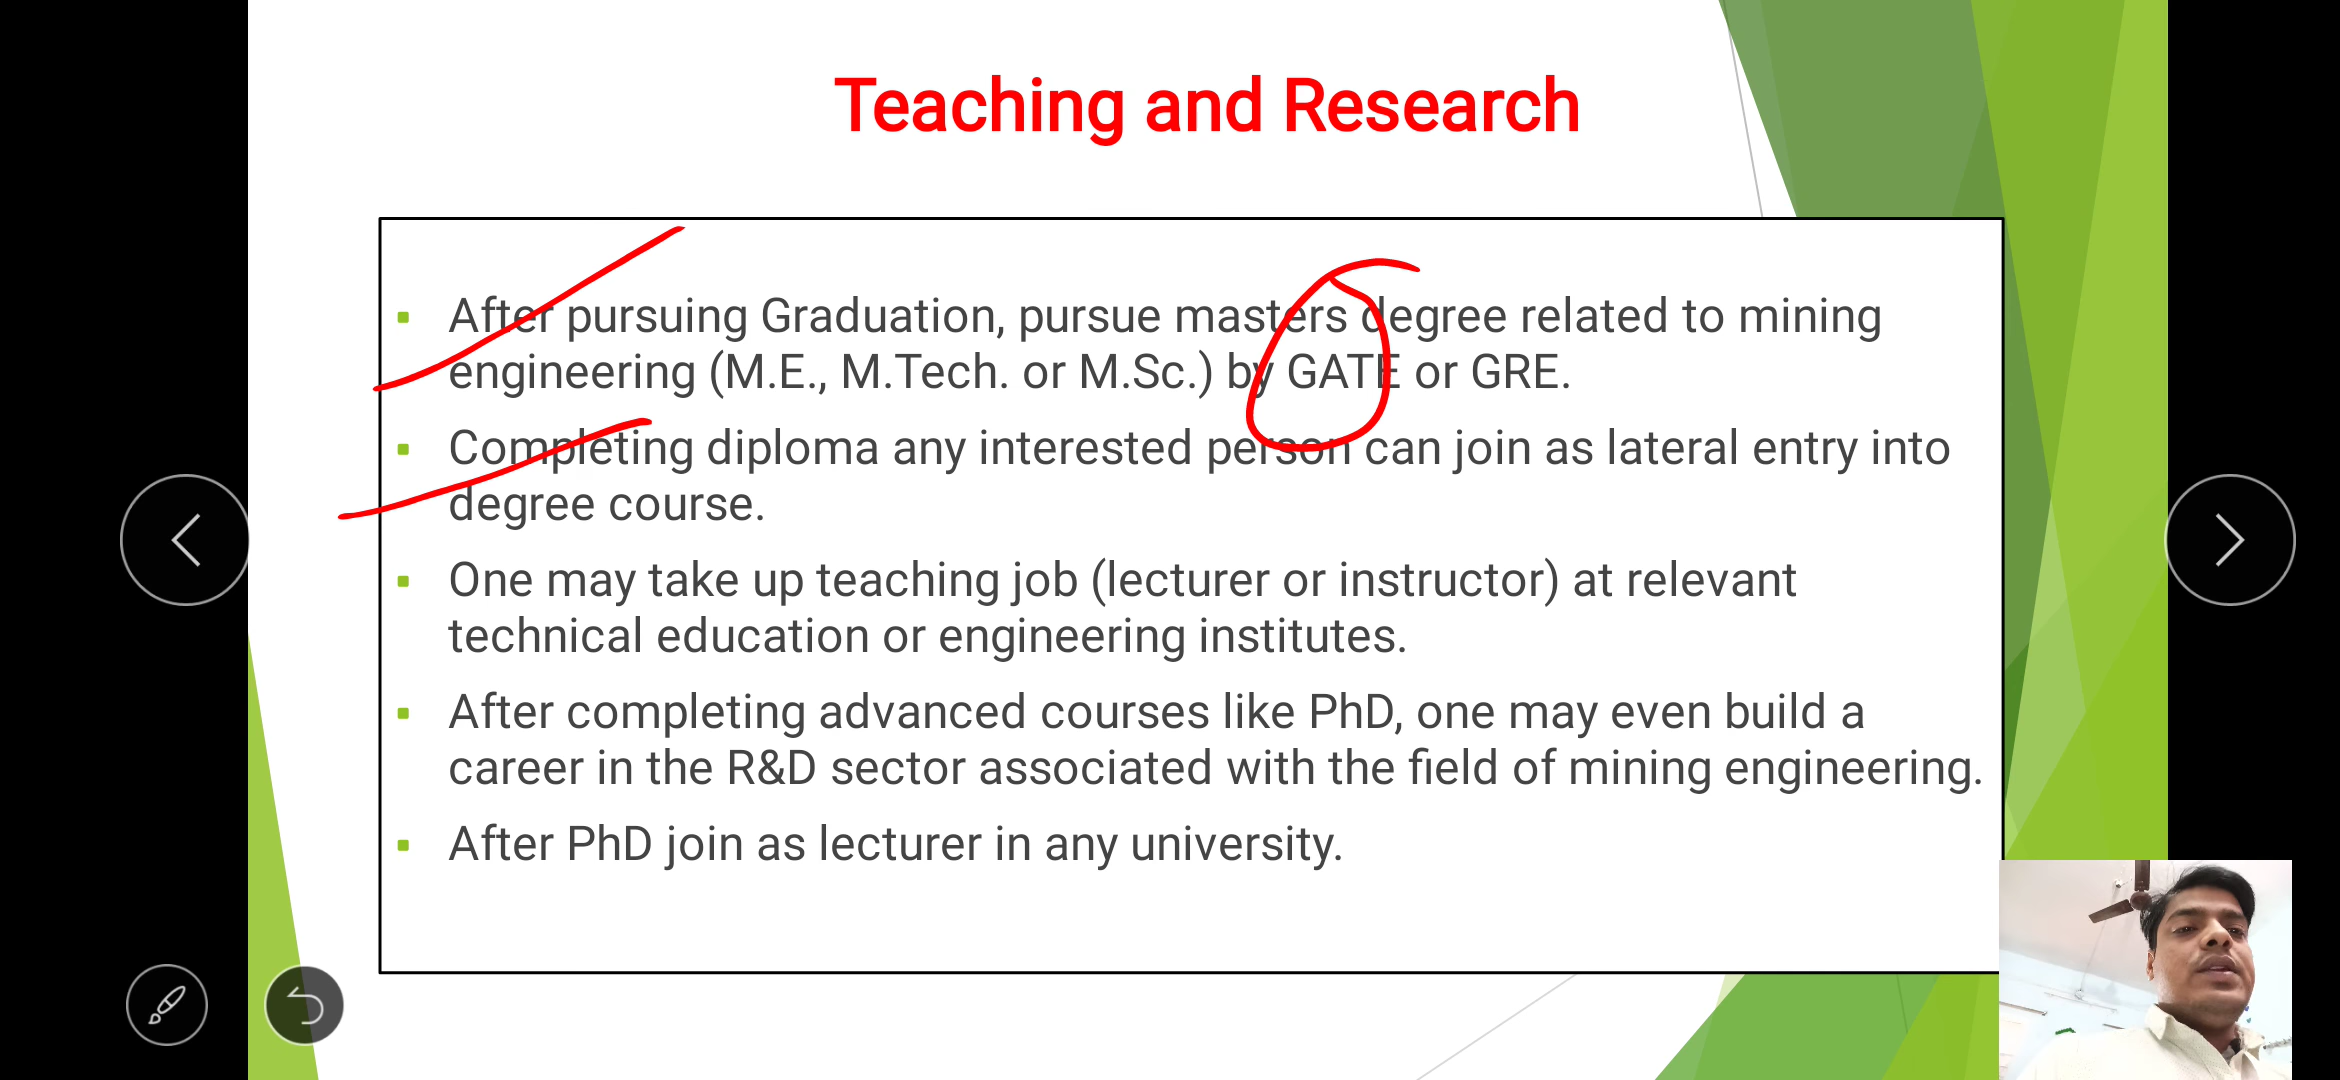 Teaching and Research
After pursuing Graduation, pursue masters degree related to mining
engineering (M.E., M.Tech. or M.Sc.) by GATE or GRE.
Completing diploma any interested person can join as lateral entry into
degree course.
One may take up teaching job (lecturer or instructor) at relevant
technical education or engineering institutes.
After completing advanced courses like PhD, one may even build a
career in the R&D sector associated with the field of mining engineering.
After PhD join as lecturer in any university.